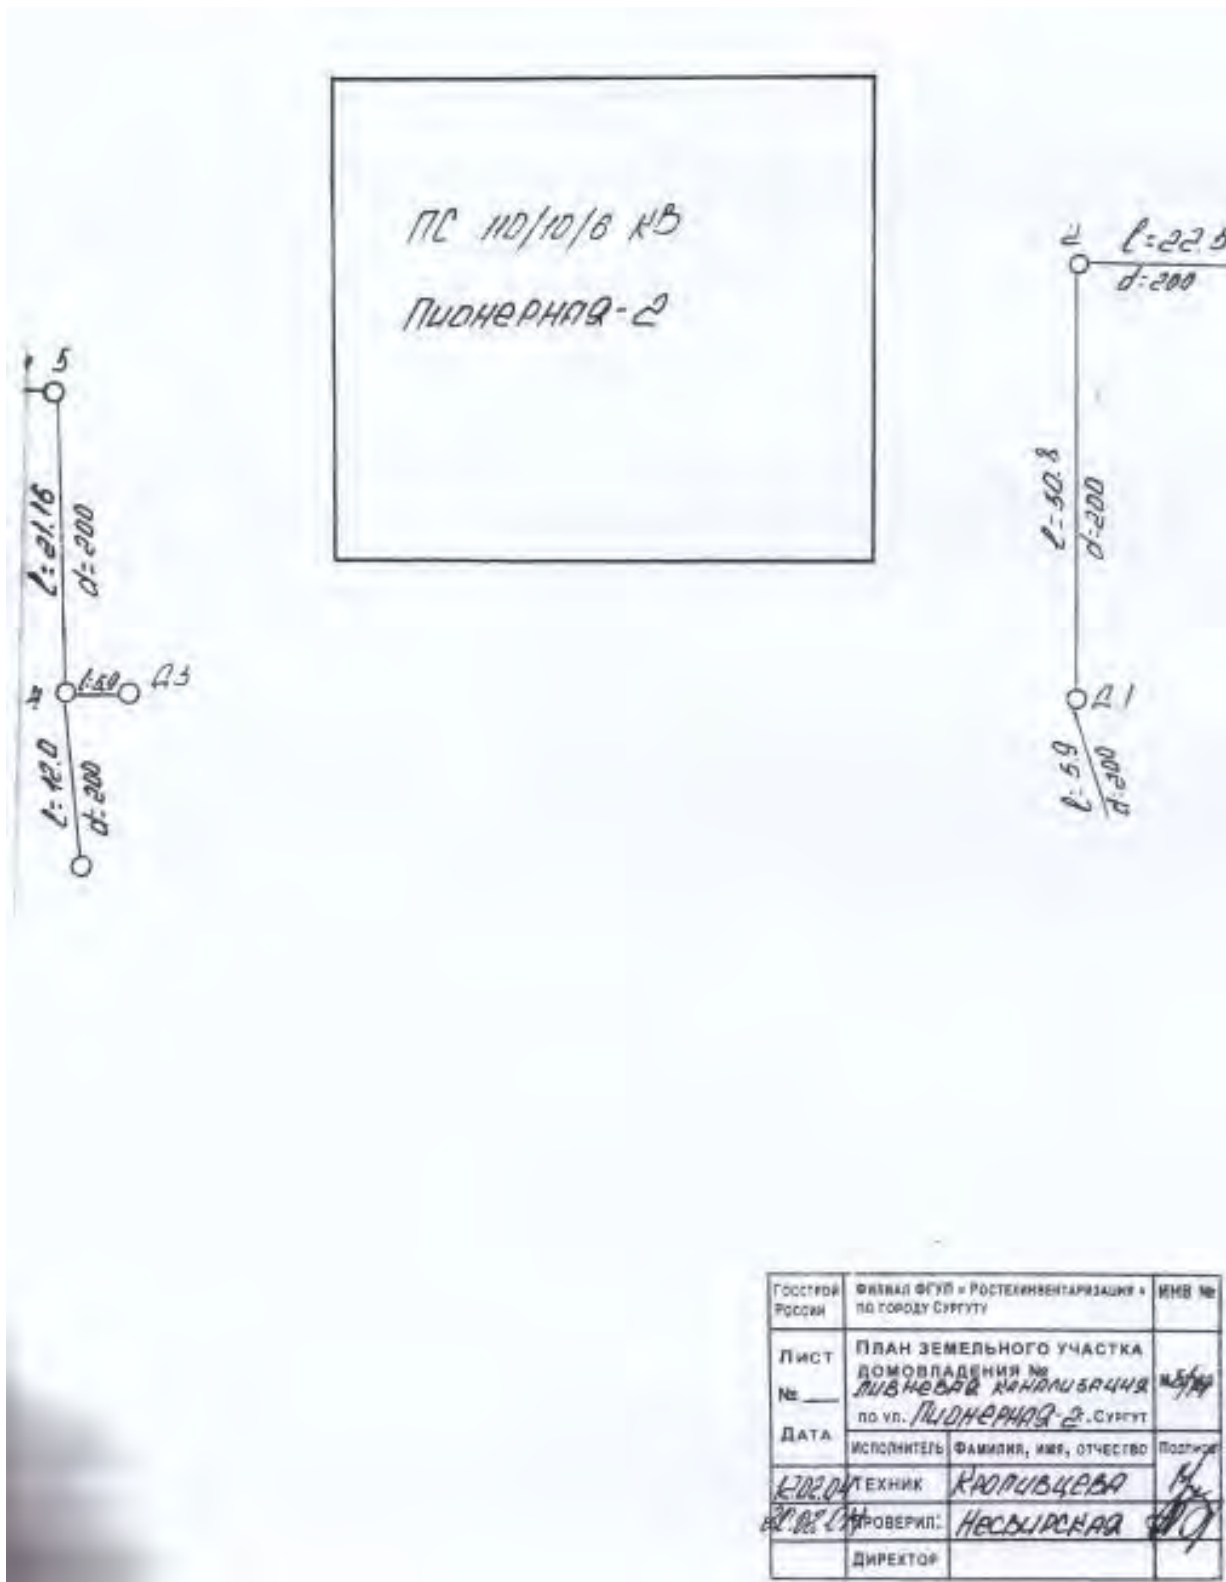 ПС 110/10/6 кВ
Пионерная-2
2
l=22.5
d=200
5
l=21.16
d=200
l=50.8
d=200
4
l=5.9
Д3
Д1
l=12.0
d=200
l=5.9
d=200
Госстрой России
Филиал ФГУП «Ростехинвентаризация» по городу Сургуту
ИНВ №
Лист
№
План земельного участка
домовладения №
ливневая канализация
по ул. Пионерная-2 г. Сургут
Дата
Исполнитель
Фамилия, имя, отчество
Подпись
Техник
Кропивцева
Проверил:
Несвирская
Директор